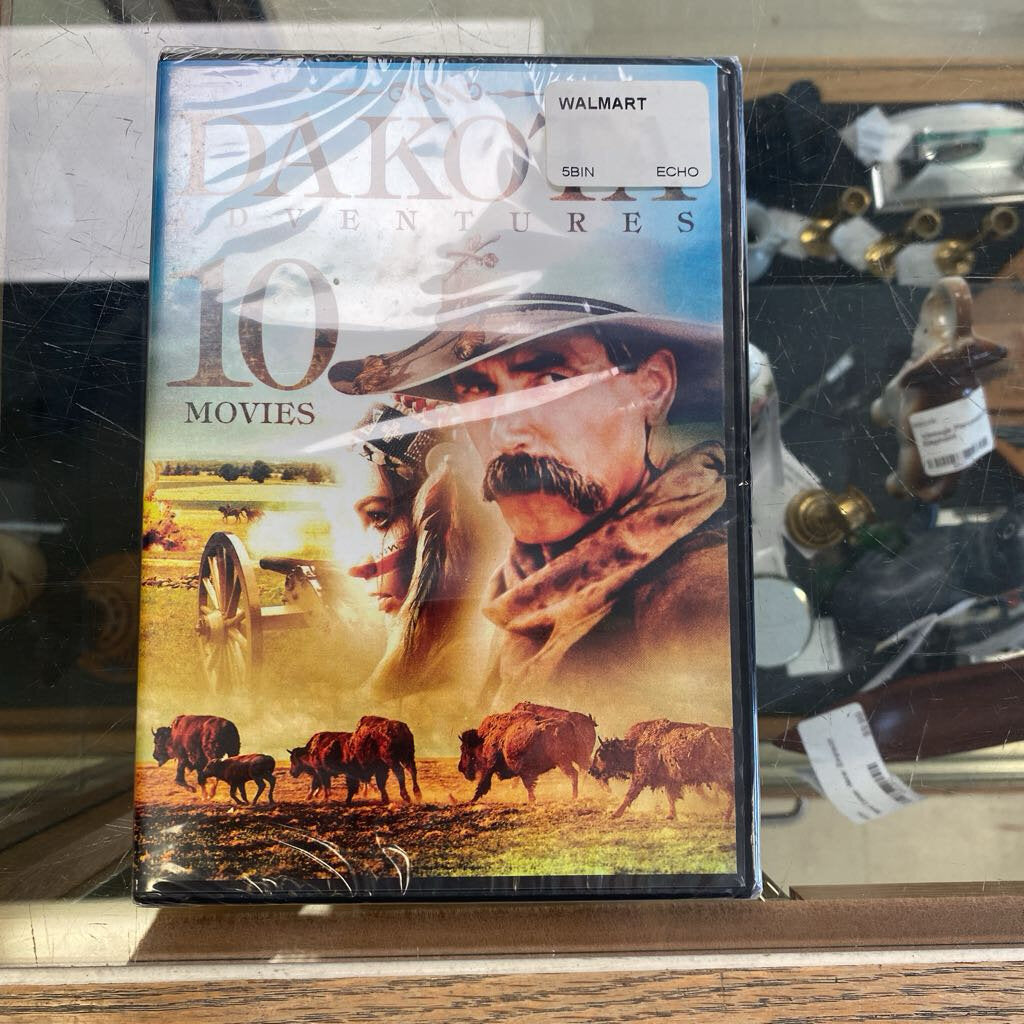 DAKOTA
WALMART
5BIN ECHO
ADVENTURES
10
MOVIES